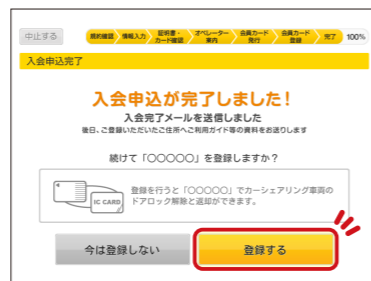 中止する
規約確認 情報入力 証明書・カード確認 オペレーター案内 会員カード発行 会員カード登録 完了 100%
入会申込完了
入会申込が完了しました!
入会完了メールを送信しました
後日、ご登録いただいたご住所へご利用ガイド等の資料をお送りします
続けて「○○○○○」を登録しますか?
IC CARD
登録を行うと「○○○○○」でカーシェアリング車両の
ドアロック解除と返却ができます。
今は登録しない
登録する